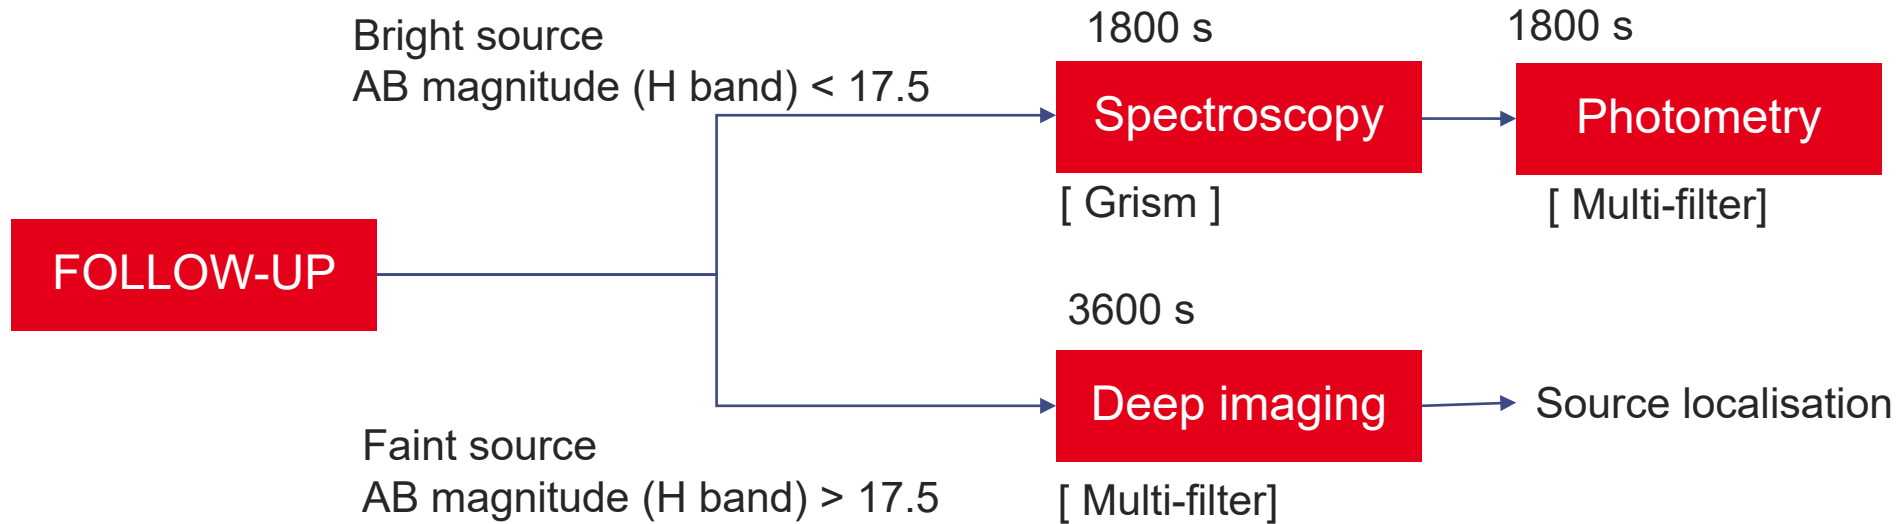 Bright source
AB magnitude (H band) < 17.5
1800 s
Spectroscopy
[ Grism ]
1800 s
Photometry
[ Multi-filter]
FOLLOW-UP
3600 s
Deep imaging
[ Multi-filter]
Source localisation
Faint source
AB magnitude (H band) > 17.5